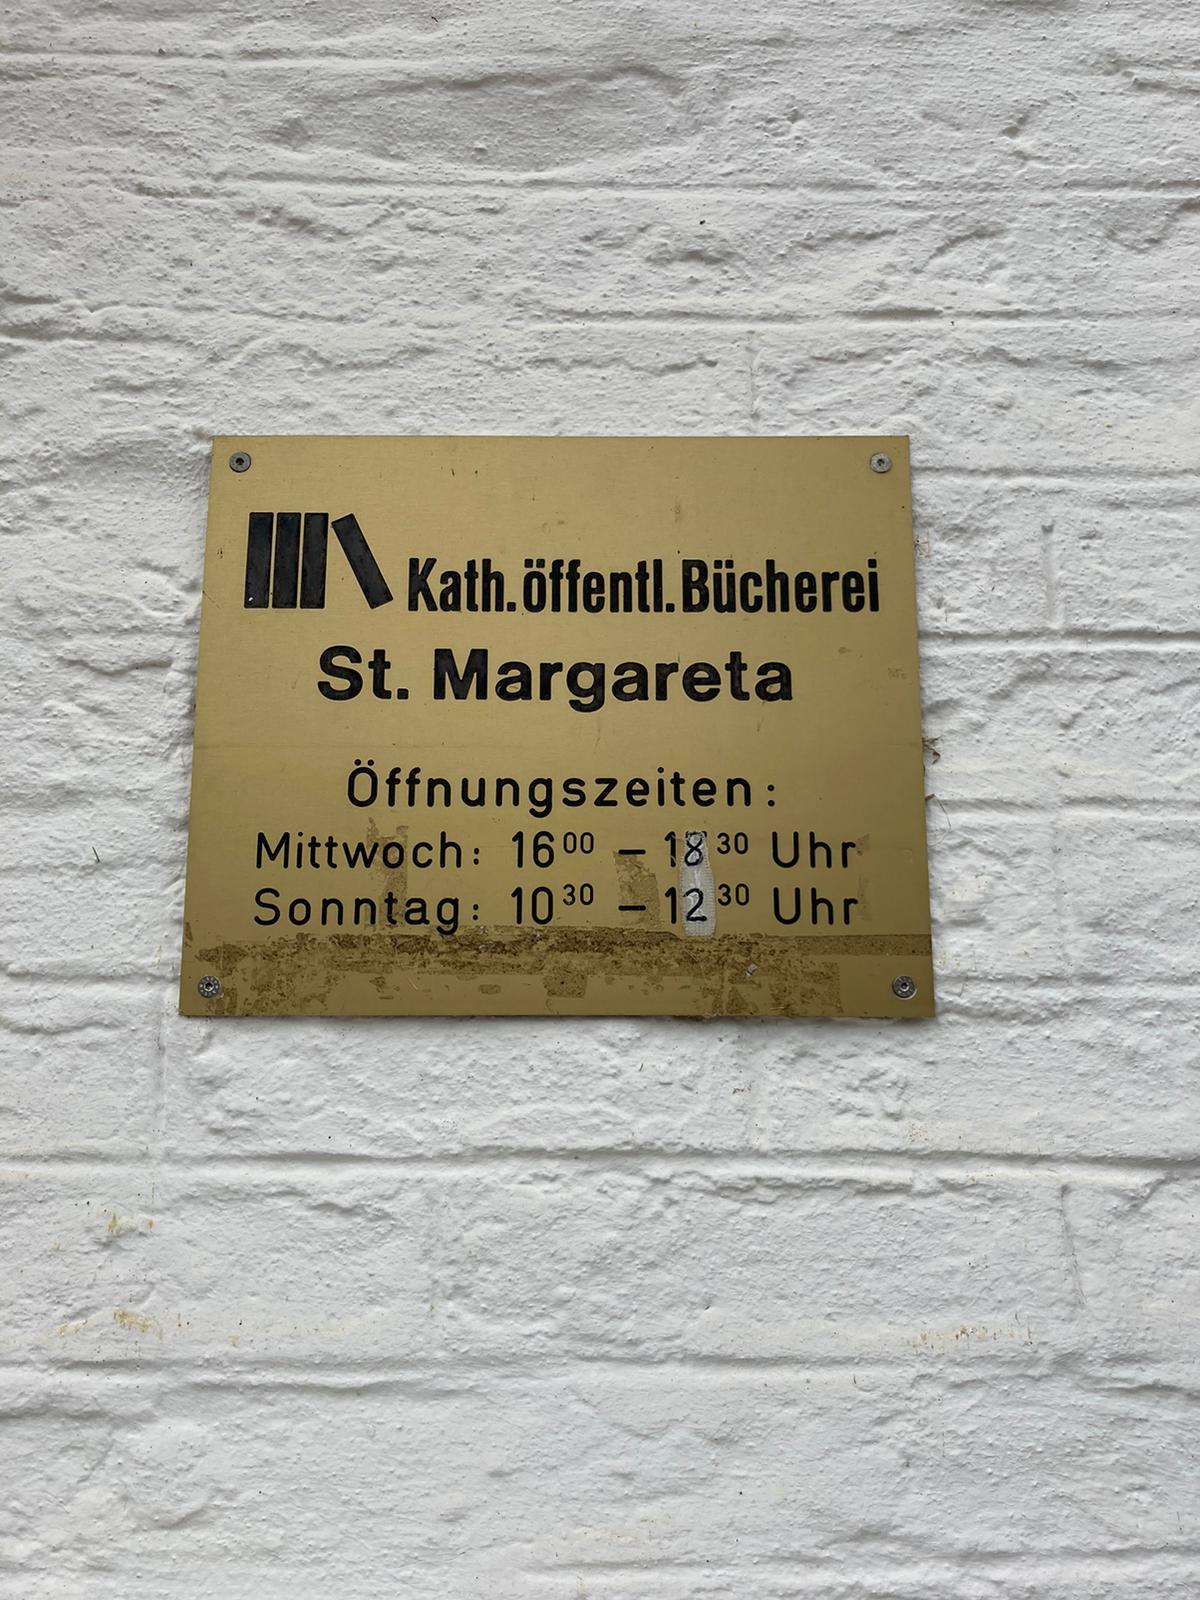 Kath. öffentl. Bücherei
St. Margareta
Öffnungszeiten:
Mittwoch: 16⁰⁰ – 18³⁰ Uhr
Sonntag: 10³⁰ – 12³⁰ Uhr